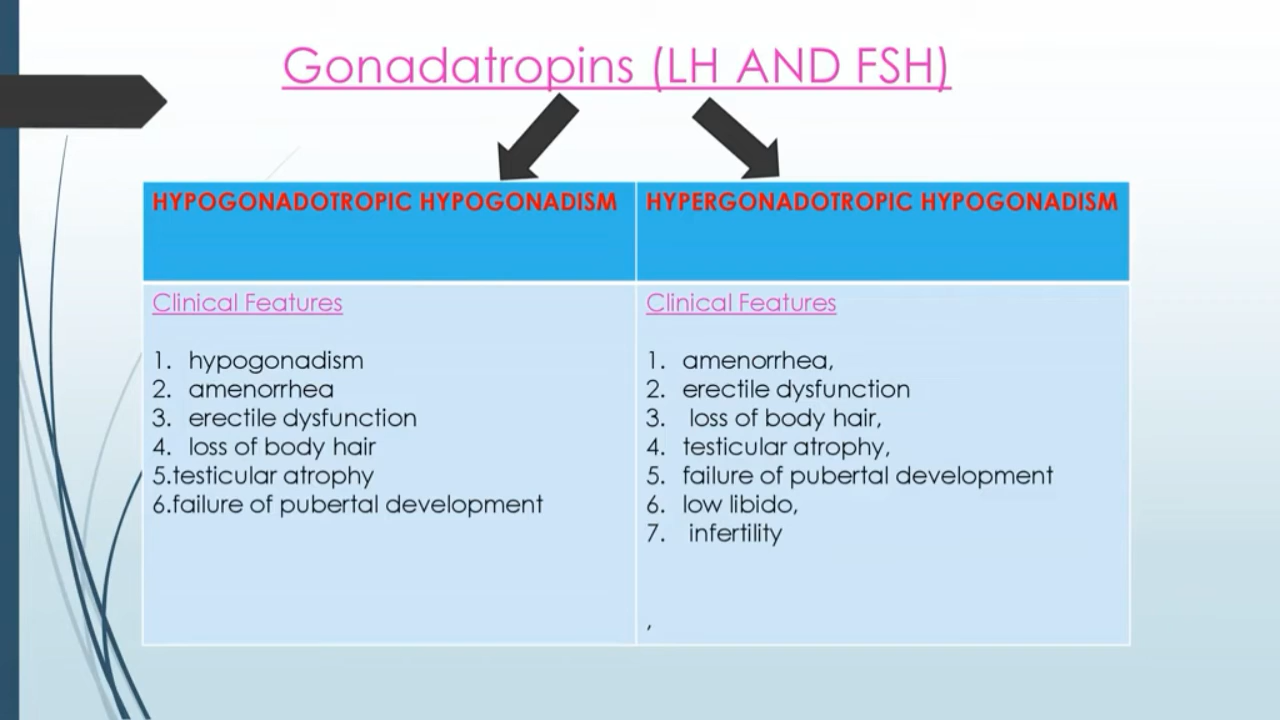 Gonadatropins (LH AND FSH)
HYPOGONADOTROPIC HYPOGONADISM
Clinical Features
1. hypogonadism
2. amenorrhea
3. erectile dysfunction
4. loss of body hair
5.testicular atrophy
6.failure of pubertal development
HYPERGONADOTROPIC HYPOGONADISM
Clinical Features
1. amenorrhea,
2. erectile dysfunction
3. loss of body hair,
4. testicular atrophy,
5. failure of pubertal development
6. low libido,
7. infertility
,